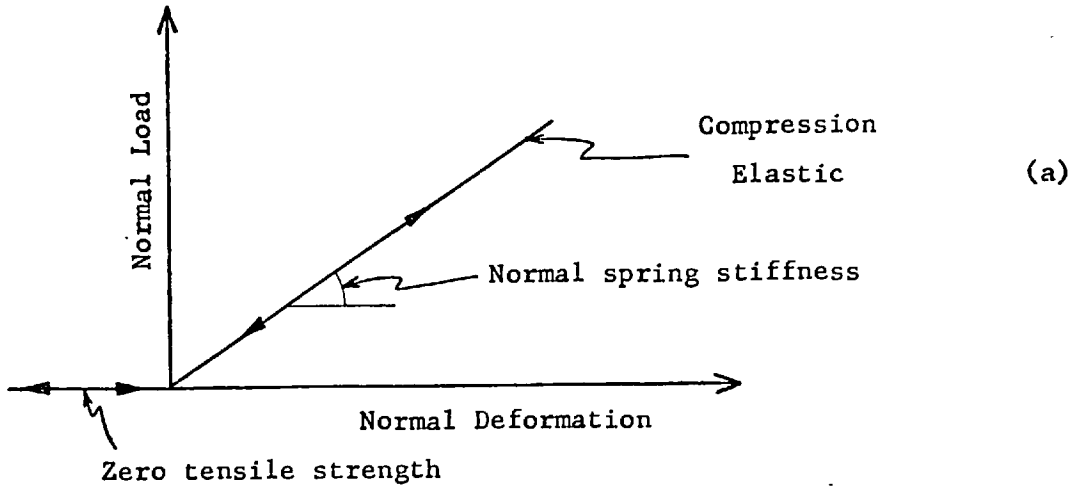 Normal Load
Compression
Elastic
(a)
Normal spring stiffness
Normal Deformation
Zero tensile strength